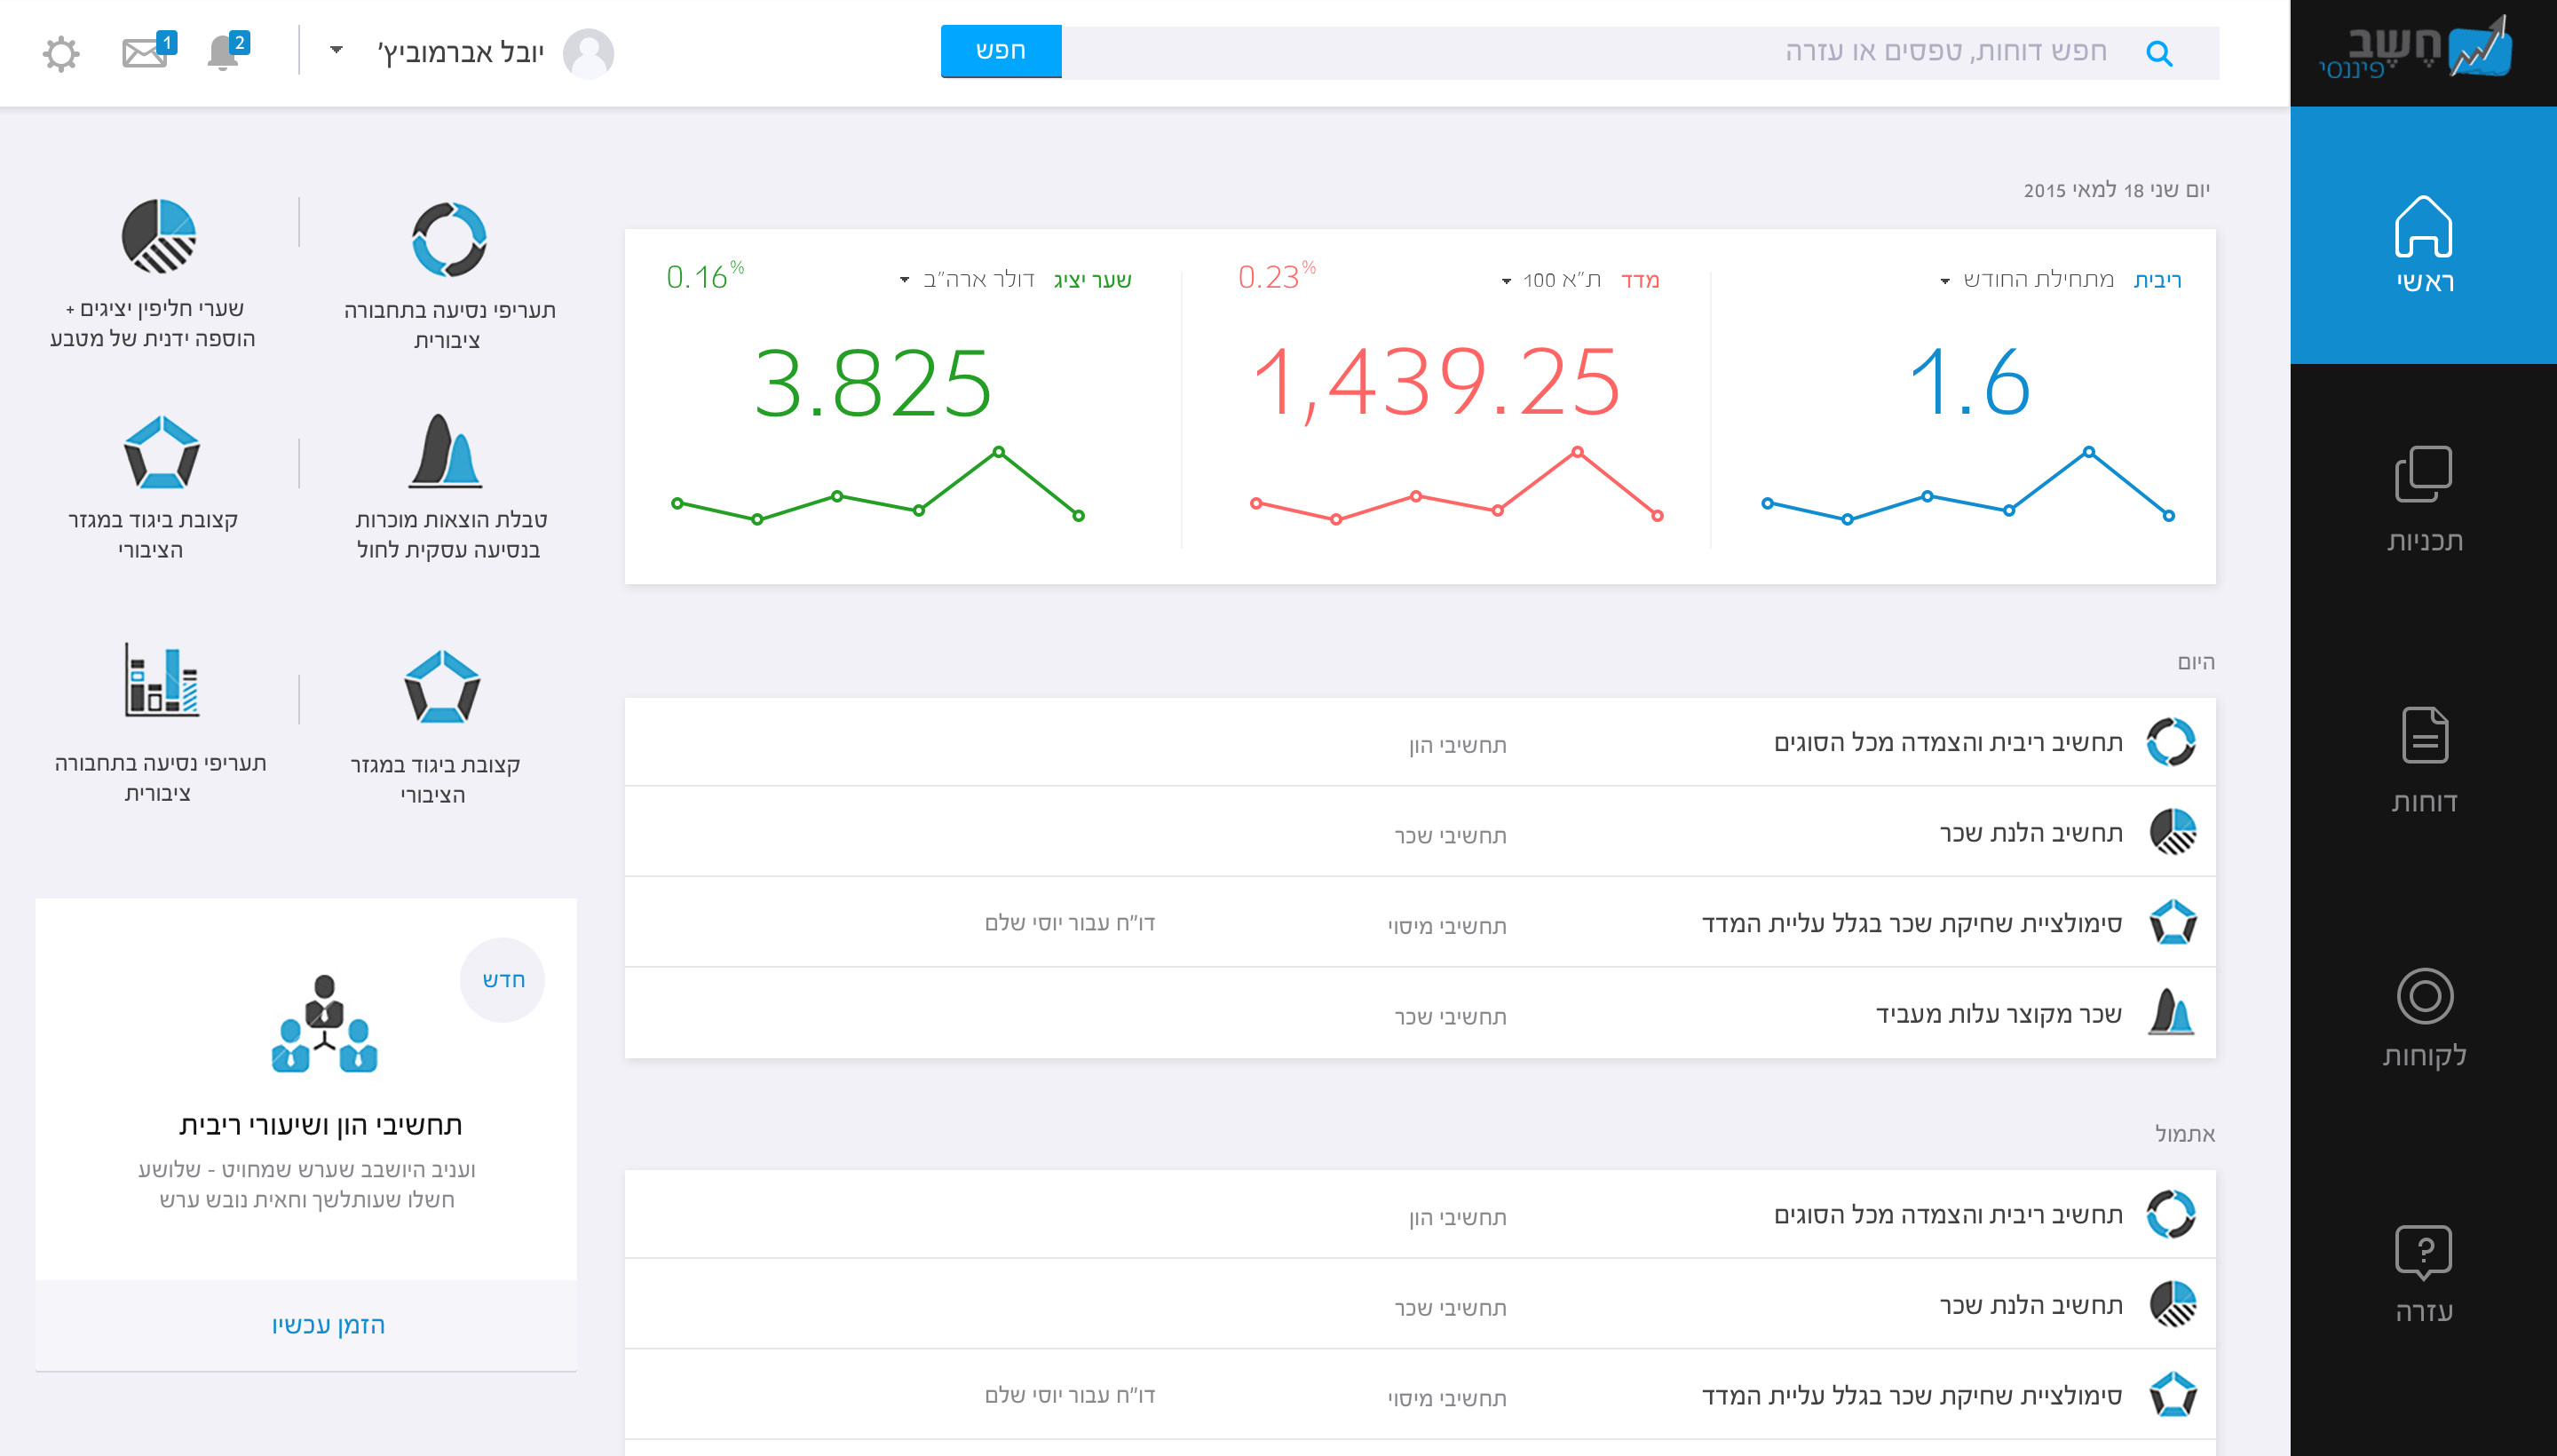 חֶשֶׁב
פיננסי
חפש דוחות, טפסים או עזרה
חפש
יובל אברמוביץ'
2
1
ראשי
תכניות
דוחות
לקוחות
עזרה
יום שני 18 למאי 2015
ריבית מתחילת החודש
1.6
מדד ת"א 100
0.23%
1,439.25
שער יציג דולר ארה"ב
0.16%
3.825
היום
תחשיב ריבית והצמדה מכל הסוגים תחשיבי הון
תחשיב הלנת שכר תחשיבי שכר
סימולציית שחיקת שכר בגלל עליית המדד תחשיבי מיסוי דו"ח עבור יוסי שלם
שכר מקוצר עלות מעביד תחשיבי שכר
אתמול
תחשיב ריבית והצמדה מכל הסוגים תחשיבי הון
תחשיב הלנת שכר תחשיבי שכר
סימולציית שחיקת שכר בגלל עליית המדד תחשיבי מיסוי דו"ח עבור יוסי שלם
תעריפי נסיעה בתחבורה
ציבורית
שערי חליפין יציגים +
הוספה ידנית של מטבע
טבלת הוצאות מוכרות
בנסיעה עסקית לחול
קצובת ביגוד במגזר
הציבורי
קצובת ביגוד במגזר
הציבורי
תעריפי נסיעה בתחבורה
ציבורית
חדש
תחשיבי הון ושיעורי ריבית
ועניב היושבב שערש שמחויט - שלושע
חשלו שעותלשך וחאית נובש ערש
הזמן עכשיו